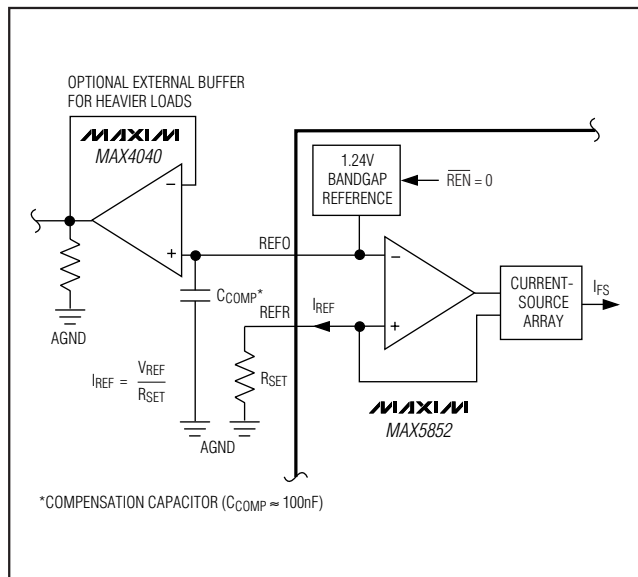 OPTIONAL EXTERNAL BUFFER
FOR HEAVIER LOADS
MAXIM
MAX4040
−
+
AGND
1.24V
BANDGAP
REFERENCE
REN = 0
REFO
CCOMP*
REFR
IREF
−
+
CURRENT-
SOURCE
ARRAY
IFS
IREF = VREF
RSET
RSET
AGND
MAXIM
MAX5852
*COMPENSATION CAPACITOR (CCOMP ≈ 100nF)